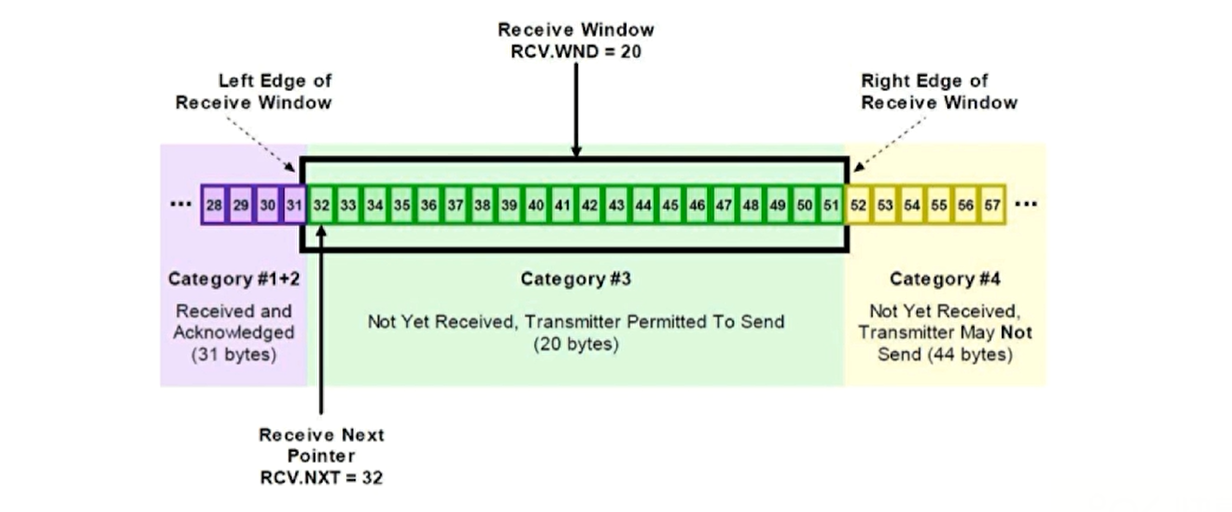 Receive Window
RCV.WND = 20
Left Edge of
Receive Window
Right Edge of
Receive Window
... 28 29 30 31 32 33 34 35 36 37 38 39 40 41 42 43 44 45 46 47 48 49 50 51 52 53 54 55 56 57 ...
Category #1+2
Received and
Acknowledged
(31 bytes)
Category #3
Not Yet Received, Transmitter Permitted To Send
(20 bytes)
Category #4
Not Yet Received,
Transmitter May Not
Send (44 bytes)
Receive Next
Pointer
RCV.NXT = 32